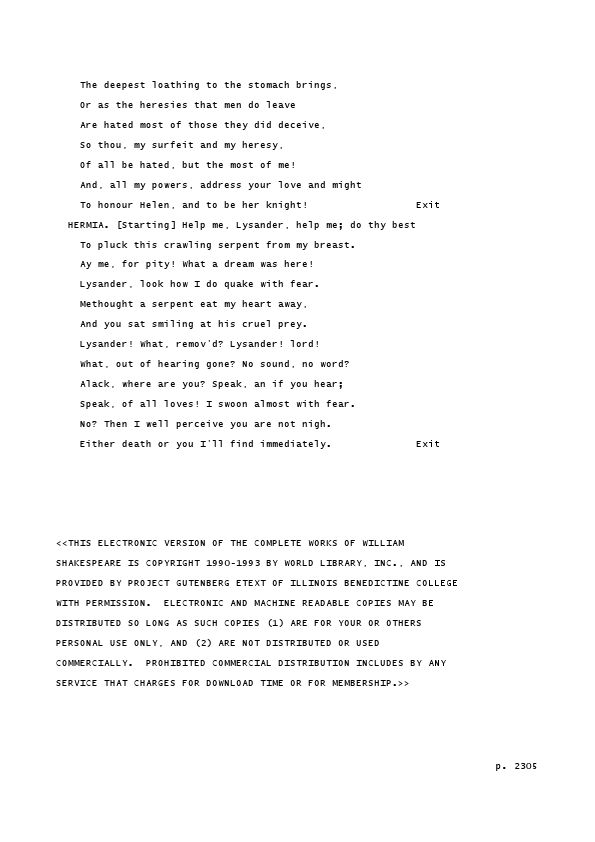 The deepest loathing to the stomach brings,
Or as the heresies that men do leave
Are hated most of those they did deceive,
So thou, my surfeit and my heresy,
Of all be hated, but the most of me!
And, all my powers, address your love and might
To honour Helen, and to be her knight! Exit
HERMIA. [Starting] Help me, Lysander, help me; do thy best
To pluck this crawling serpent from my breast.
Ay me, for pity! What a dream was here!
Lysander, look how I do quake with fear.
Methought a serpent eat my heart away,
And you sat smiling at his cruel prey.
Lysander! What, remov'd? Lysander! lord!
What, out of hearing gone? No sound, no word?
Alack, where are you? Speak, an if you hear;
Speak, of all loves! I swoon almost with fear.
No? Then I well perceive you are not nigh.
Either death or you I'll find immediately. Exit
<<THIS ELECTRONIC VERSION OF THE COMPLETE WORKS OF WILLIAM
SHAKESPEARE IS COPYRIGHT 1990-1993 BY WORLD LIBRARY, INC., AND IS
PROVIDED BY PROJECT GUTENBERG ETEXT OF ILLINOIS BENEDICTINE COLLEGE
WITH PERMISSION.  ELECTRONIC AND MACHINE READABLE COPIES MAY BE
DISTRIBUTED SO LONG AS SUCH COPIES (1) ARE FOR YOUR OR OTHERS
PERSONAL USE ONLY, AND (2) ARE NOT DISTRIBUTED OR USED
COMMERCIALLY.  PROHIBITED COMMERCIAL DISTRIBUTION INCLUDES BY ANY
SERVICE THAT CHARGES FOR DOWNLOAD TIME OR FOR MEMBERSHIP.>>
p. 2305